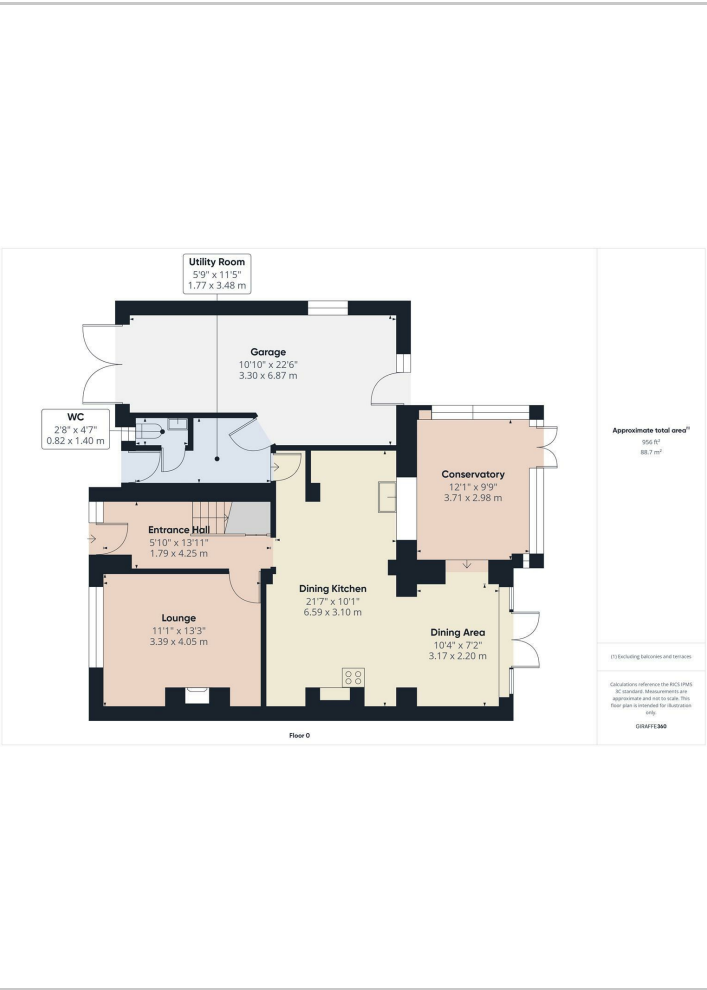 Utility Room
5'9" x 11'5"
1.77 x 3.48 m
Garage
10'10" x 22'6"
3.30 x 6.87 m
WC
2'8" x 4'7"
0.82 x 1.40 m
Conservatory
12'1" x 9'9"
3.71 x 2.98 m
Entrance Hall
5'10" x 13'11"
1.79 x 4.25 m
Dining Kitchen
21'7" x 10'1"
6.59 x 3.10 m
Lounge
11'1" x 13'3"
3.39 x 4.05 m
Dining Area
10'4" x 7'2"
3.17 x 2.20 m
Floor 0
Approximate total area⁽¹⁾
956 ft²
88.7 m²
(1) Excluding balconies and terraces
Calculations reference the RICS IPMS
3C standard. Measurements are
approximate and not to scale. This
floor plan is intended for illustration
only.
GIRAFFE360